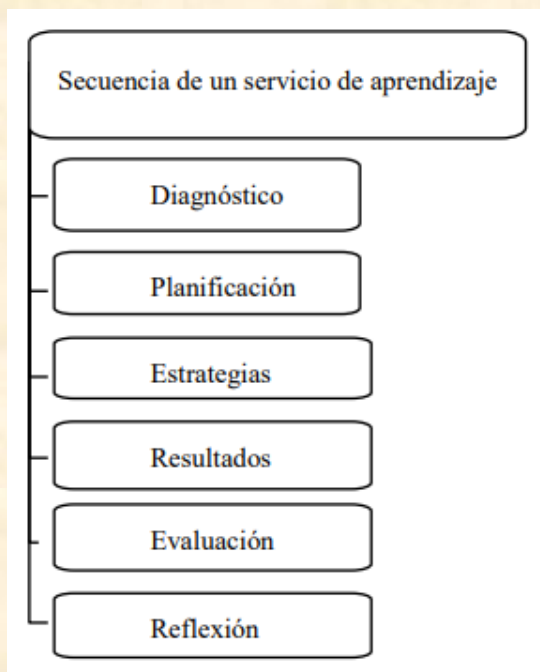 Secuencia de un servicio de aprendizaje
Diagnóstico
Planificación
Estrategias
Resultados
Evaluación
Reflexión